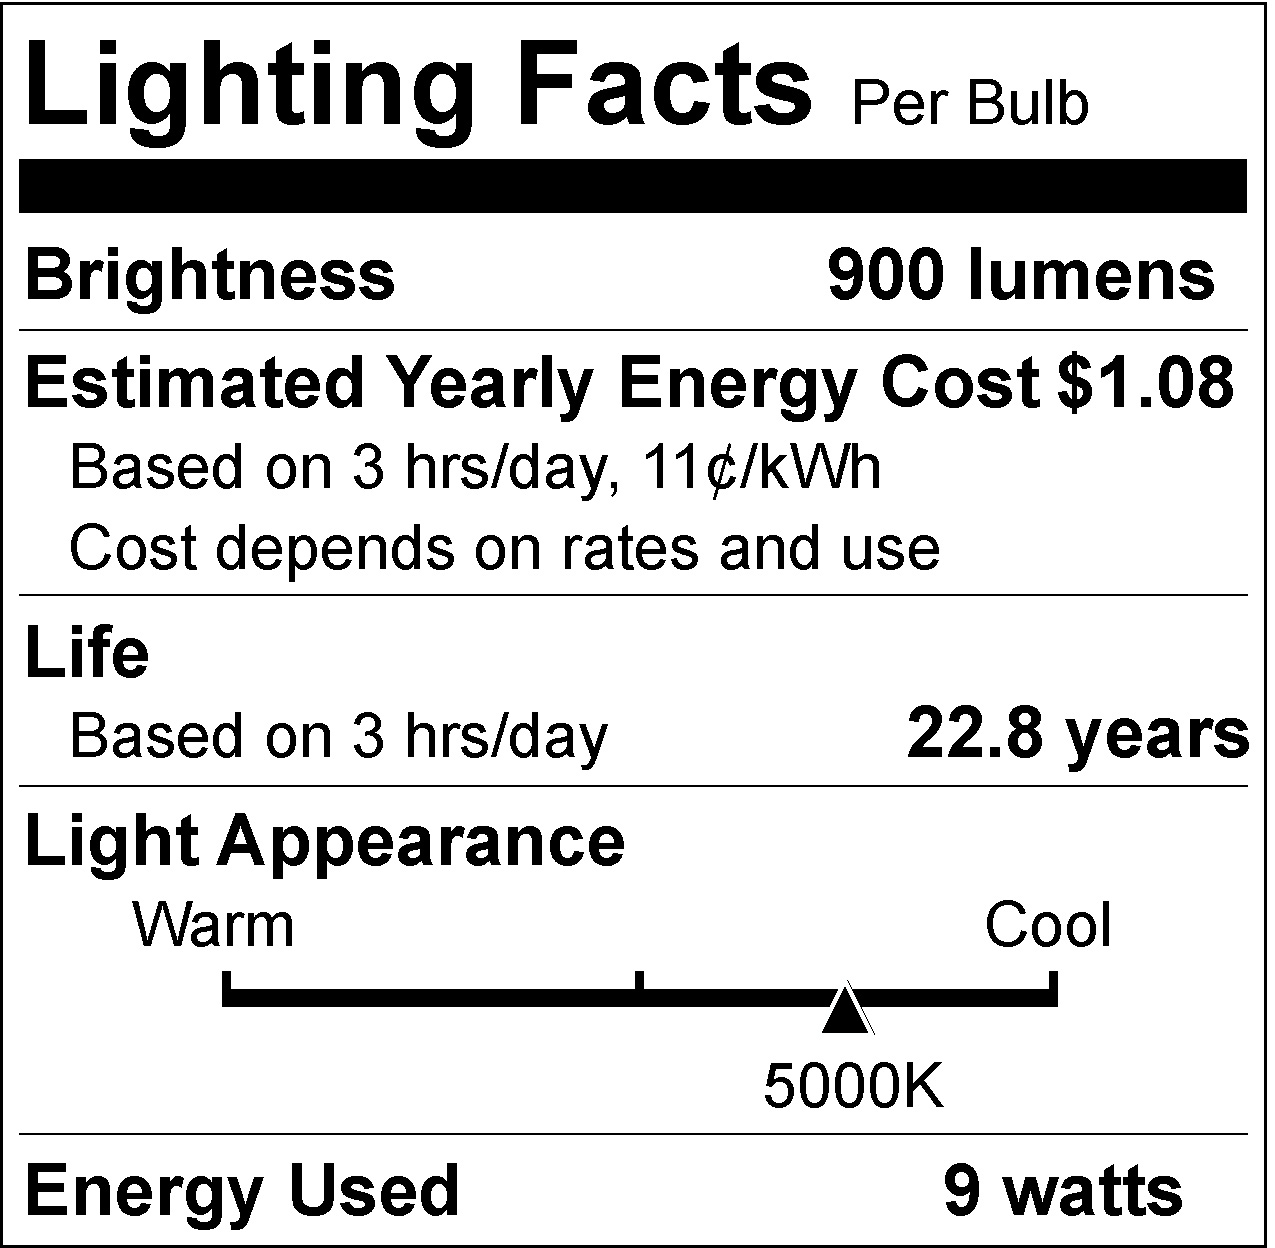 Lighting Facts Per Bulb
Brightness 900 lumens
Estimated Yearly Energy Cost $1.08
Based on 3 hrs/day, 11¢/kWh
Cost depends on rates and use
Life
Based on 3 hrs/day 22.8 years
Light Appearance
Warm Cool
5000K
Energy Used 9 watts